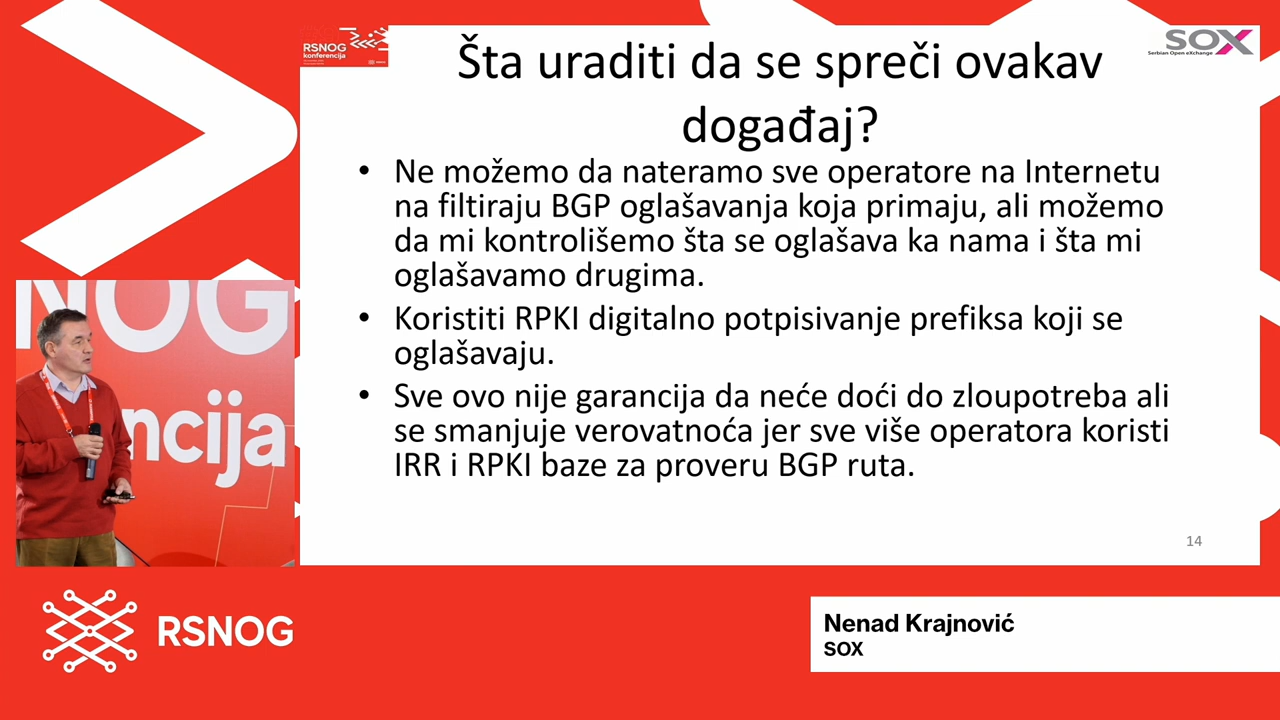 RSNOG
konferencija
SOX
Serbian Open eXchange
Šta uraditi da se spreči ovakav
događaj?
• Ne možemo da nateramo sve operatore na Internetu
na filtiraju BGP oglašavanja koja primaju, ali možemo
da mi kontrolišemo šta se oglašava ka nama i šta mi
oglašavamo drugima.
• Koristiti RPKI digitalno potpisivanje prefiksa koji se
oglašavaju.
• Sve ovo nije garancija da neće doći do zloupotreba ali
se smanjuje verovatnoća jer sve više operatora koristi
IRR i RPKI baze za proveru BGP ruta.
14
NOG
ncija
RSNOG
Nenad Krajnović
SOX